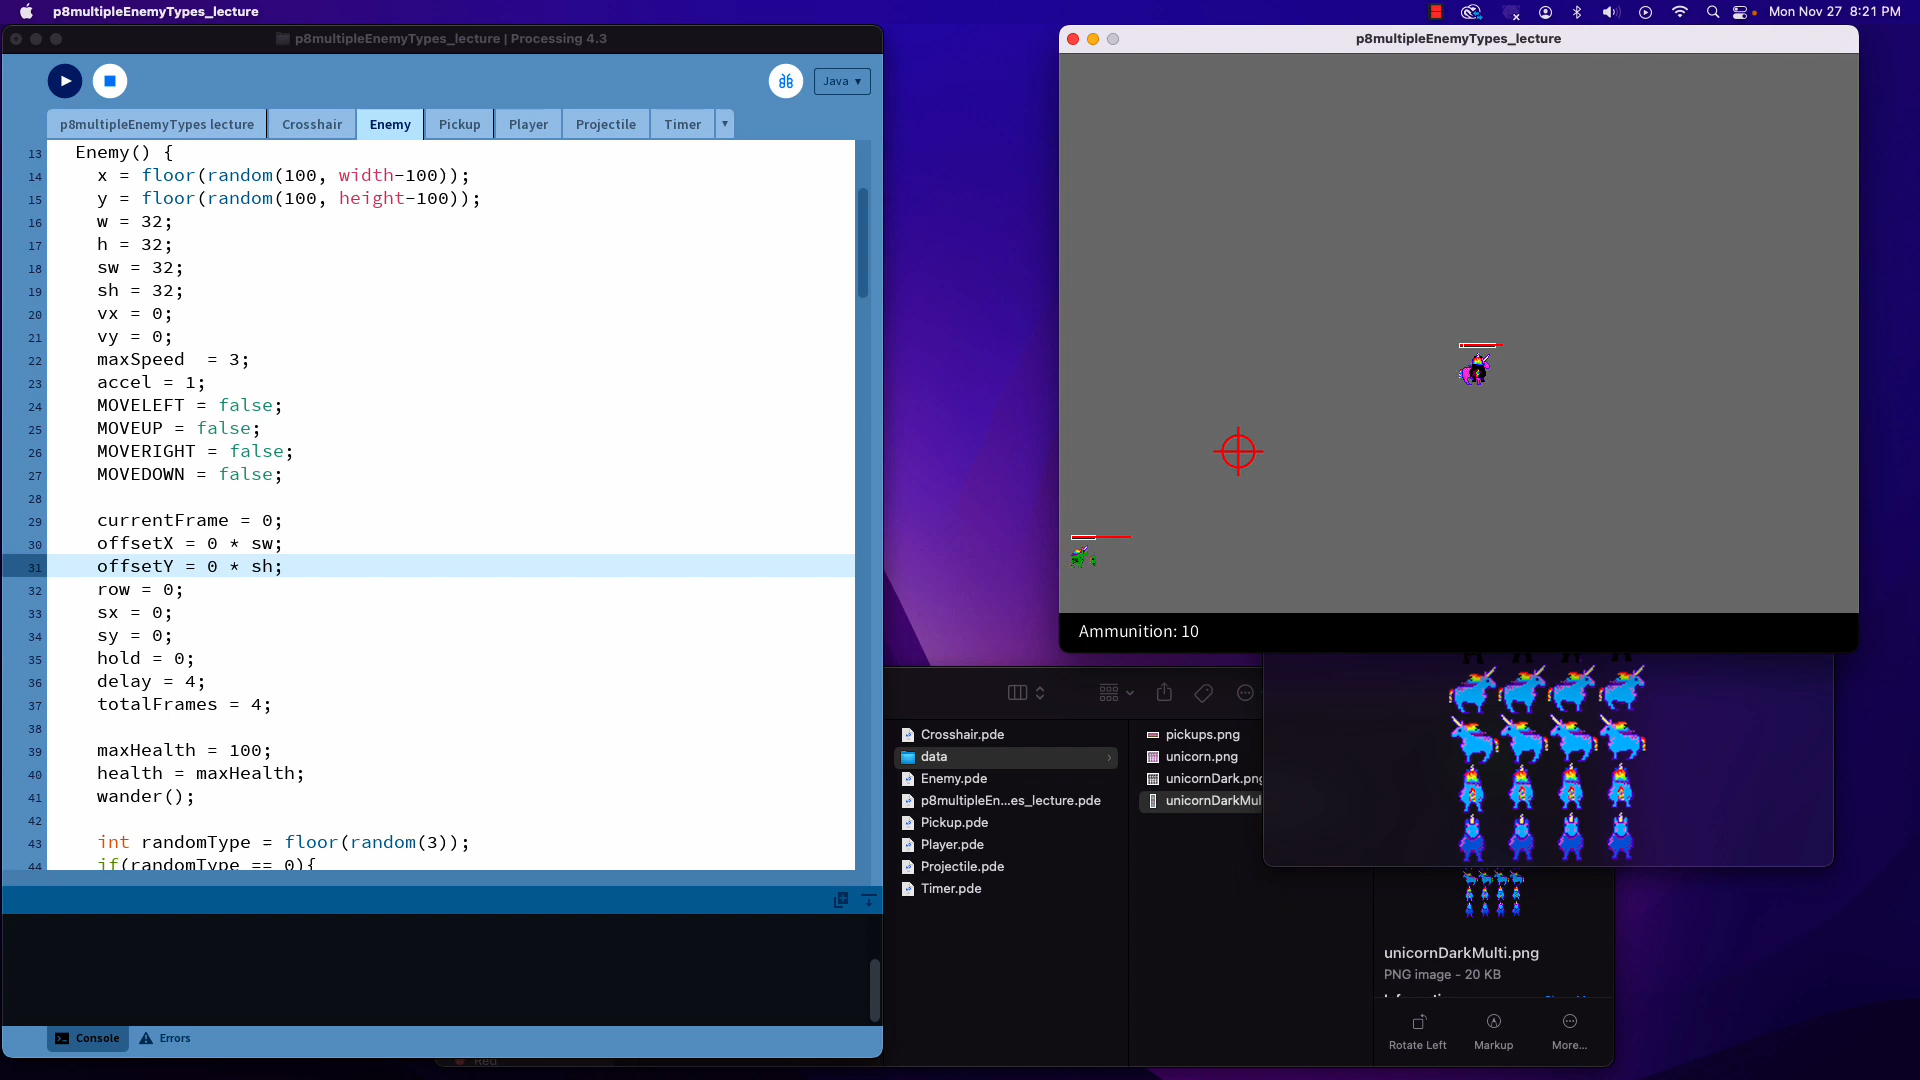 p8multipleEnemyTypes_lecture
Mon Nov 27 8:21 PM
p8multipleEnemyTypes_lecture | Processing 4.3
Java ▾
p8multipleEnemyTypes lecture
Crosshair
Enemy
Pickup
Player
Projectile
Timer
13 Enemy() {
14 x = floor(random(100, width-100));
15 y = floor(random(100, height-100));
16 w = 32;
17 h = 32;
18 sw = 32;
19 sh = 32;
20 vx = 0;
21 vy = 0;
22 maxSpeed  = 3;
23 accel = 1;
24 MOVELEFT = false;
25 MOVEUP = false;
26 MOVERIGHT = false;
27 MOVEDOWN = false;
28
29 currentFrame = 0;
30 offsetX = 0 * sw;
31 offsetY = 0 * sh;
32 row = 0;
33 sx = 0;
34 sy = 0;
35 hold = 0;
36 delay = 4;
37 totalFrames = 4;
38
39 maxHealth = 100;
40 health = maxHealth;
41 wander();
42
43 int randomType = floor(random(3));
44 if(randomType == 0){
Console
Errors
p8multipleEnemyTypes_lecture
Ammunition: 10
Crosshair.pde
data
Enemy.pde
p8multipleEn...es_lecture.pde
Pickup.pde
Player.pde
Projectile.pde
Timer.pde
pickups.png
unicorn.png
unicornDark.png
unicornDarkMul
unicornDarkMulti.png
PNG image - 20 KB
Rotate Left
Markup
More...
Red